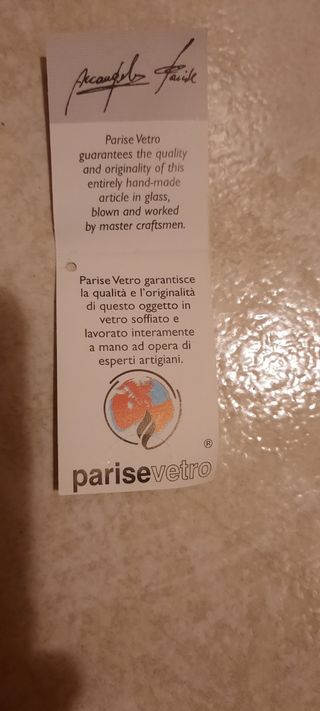 Arcangelo Parise
Parise Vetro
guarantees the quality
and originality of this
entirely hand-made
article in glass,
blown and worked
by master craftsmen.
Parise Vetro garantisce
la qualità e l'originalità
di questo oggetto in
vetro soffiato e
lavorato interamente
a mano ad opera di
esperti artigiani.
®
parisevetro